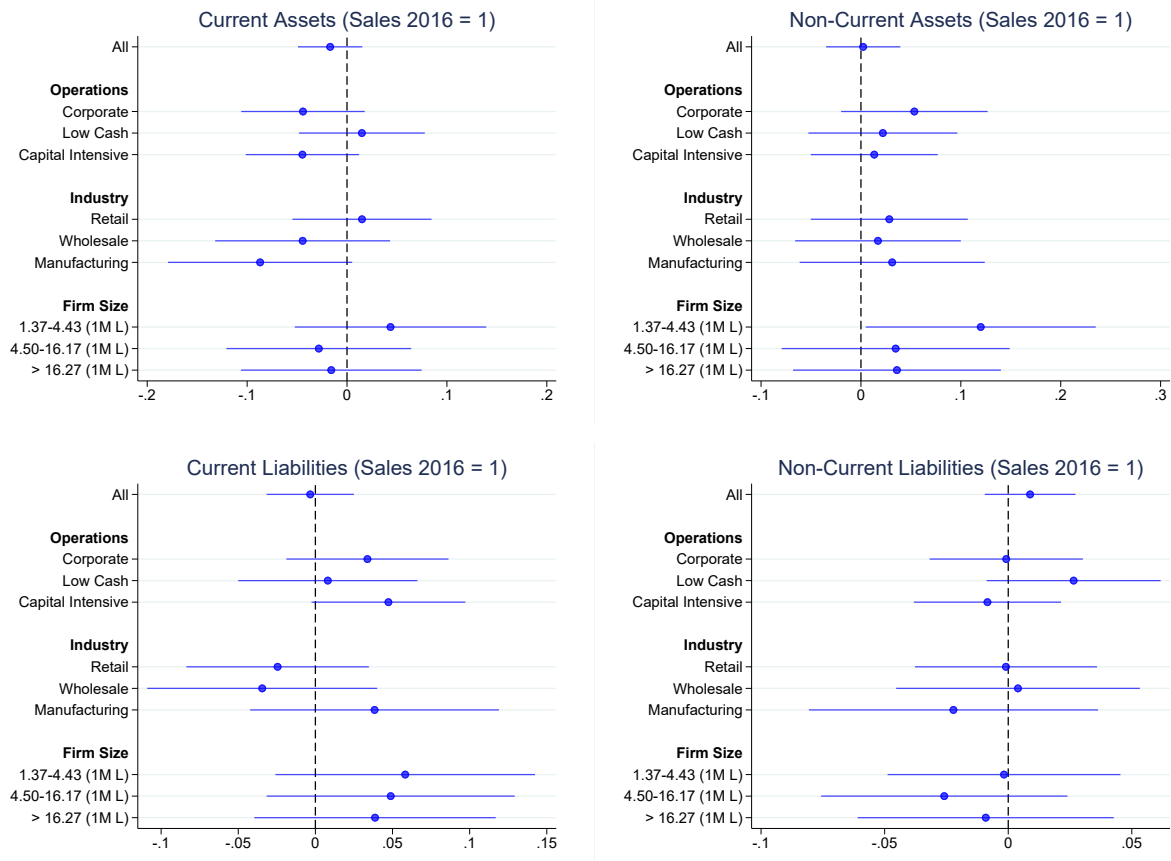 Current Assets (Sales 2016 = 1)
All
Operations
Corporate
Low Cash
Capital Intensive
Industry
Retail
Wholesale
Manufacturing
Firm Size
1.37-4.43 (1M L)
4.50-16.17 (1M L)
> 16.27 (1M L)
-.2 -.1 0 .1 .2
Non-Current Assets (Sales 2016 = 1)
All
Operations
Corporate
Low Cash
Capital Intensive
Industry
Retail
Wholesale
Manufacturing
Firm Size
1.37-4.43 (1M L)
4.50-16.17 (1M L)
> 16.27 (1M L)
-.1 0 .1 .2 .3
Current Liabilities (Sales 2016 = 1)
All
Operations
Corporate
Low Cash
Capital Intensive
Industry
Retail
Wholesale
Manufacturing
Firm Size
1.37-4.43 (1M L)
4.50-16.17 (1M L)
> 16.27 (1M L)
-.1 -.05 0 .05 .1 .15
Non-Current Liabilities (Sales 2016 = 1)
All
Operations
Corporate
Low Cash
Capital Intensive
Industry
Retail
Wholesale
Manufacturing
Firm Size
1.37-4.43 (1M L)
4.50-16.17 (1M L)
> 16.27 (1M L)
-.1 -.05 0 .05